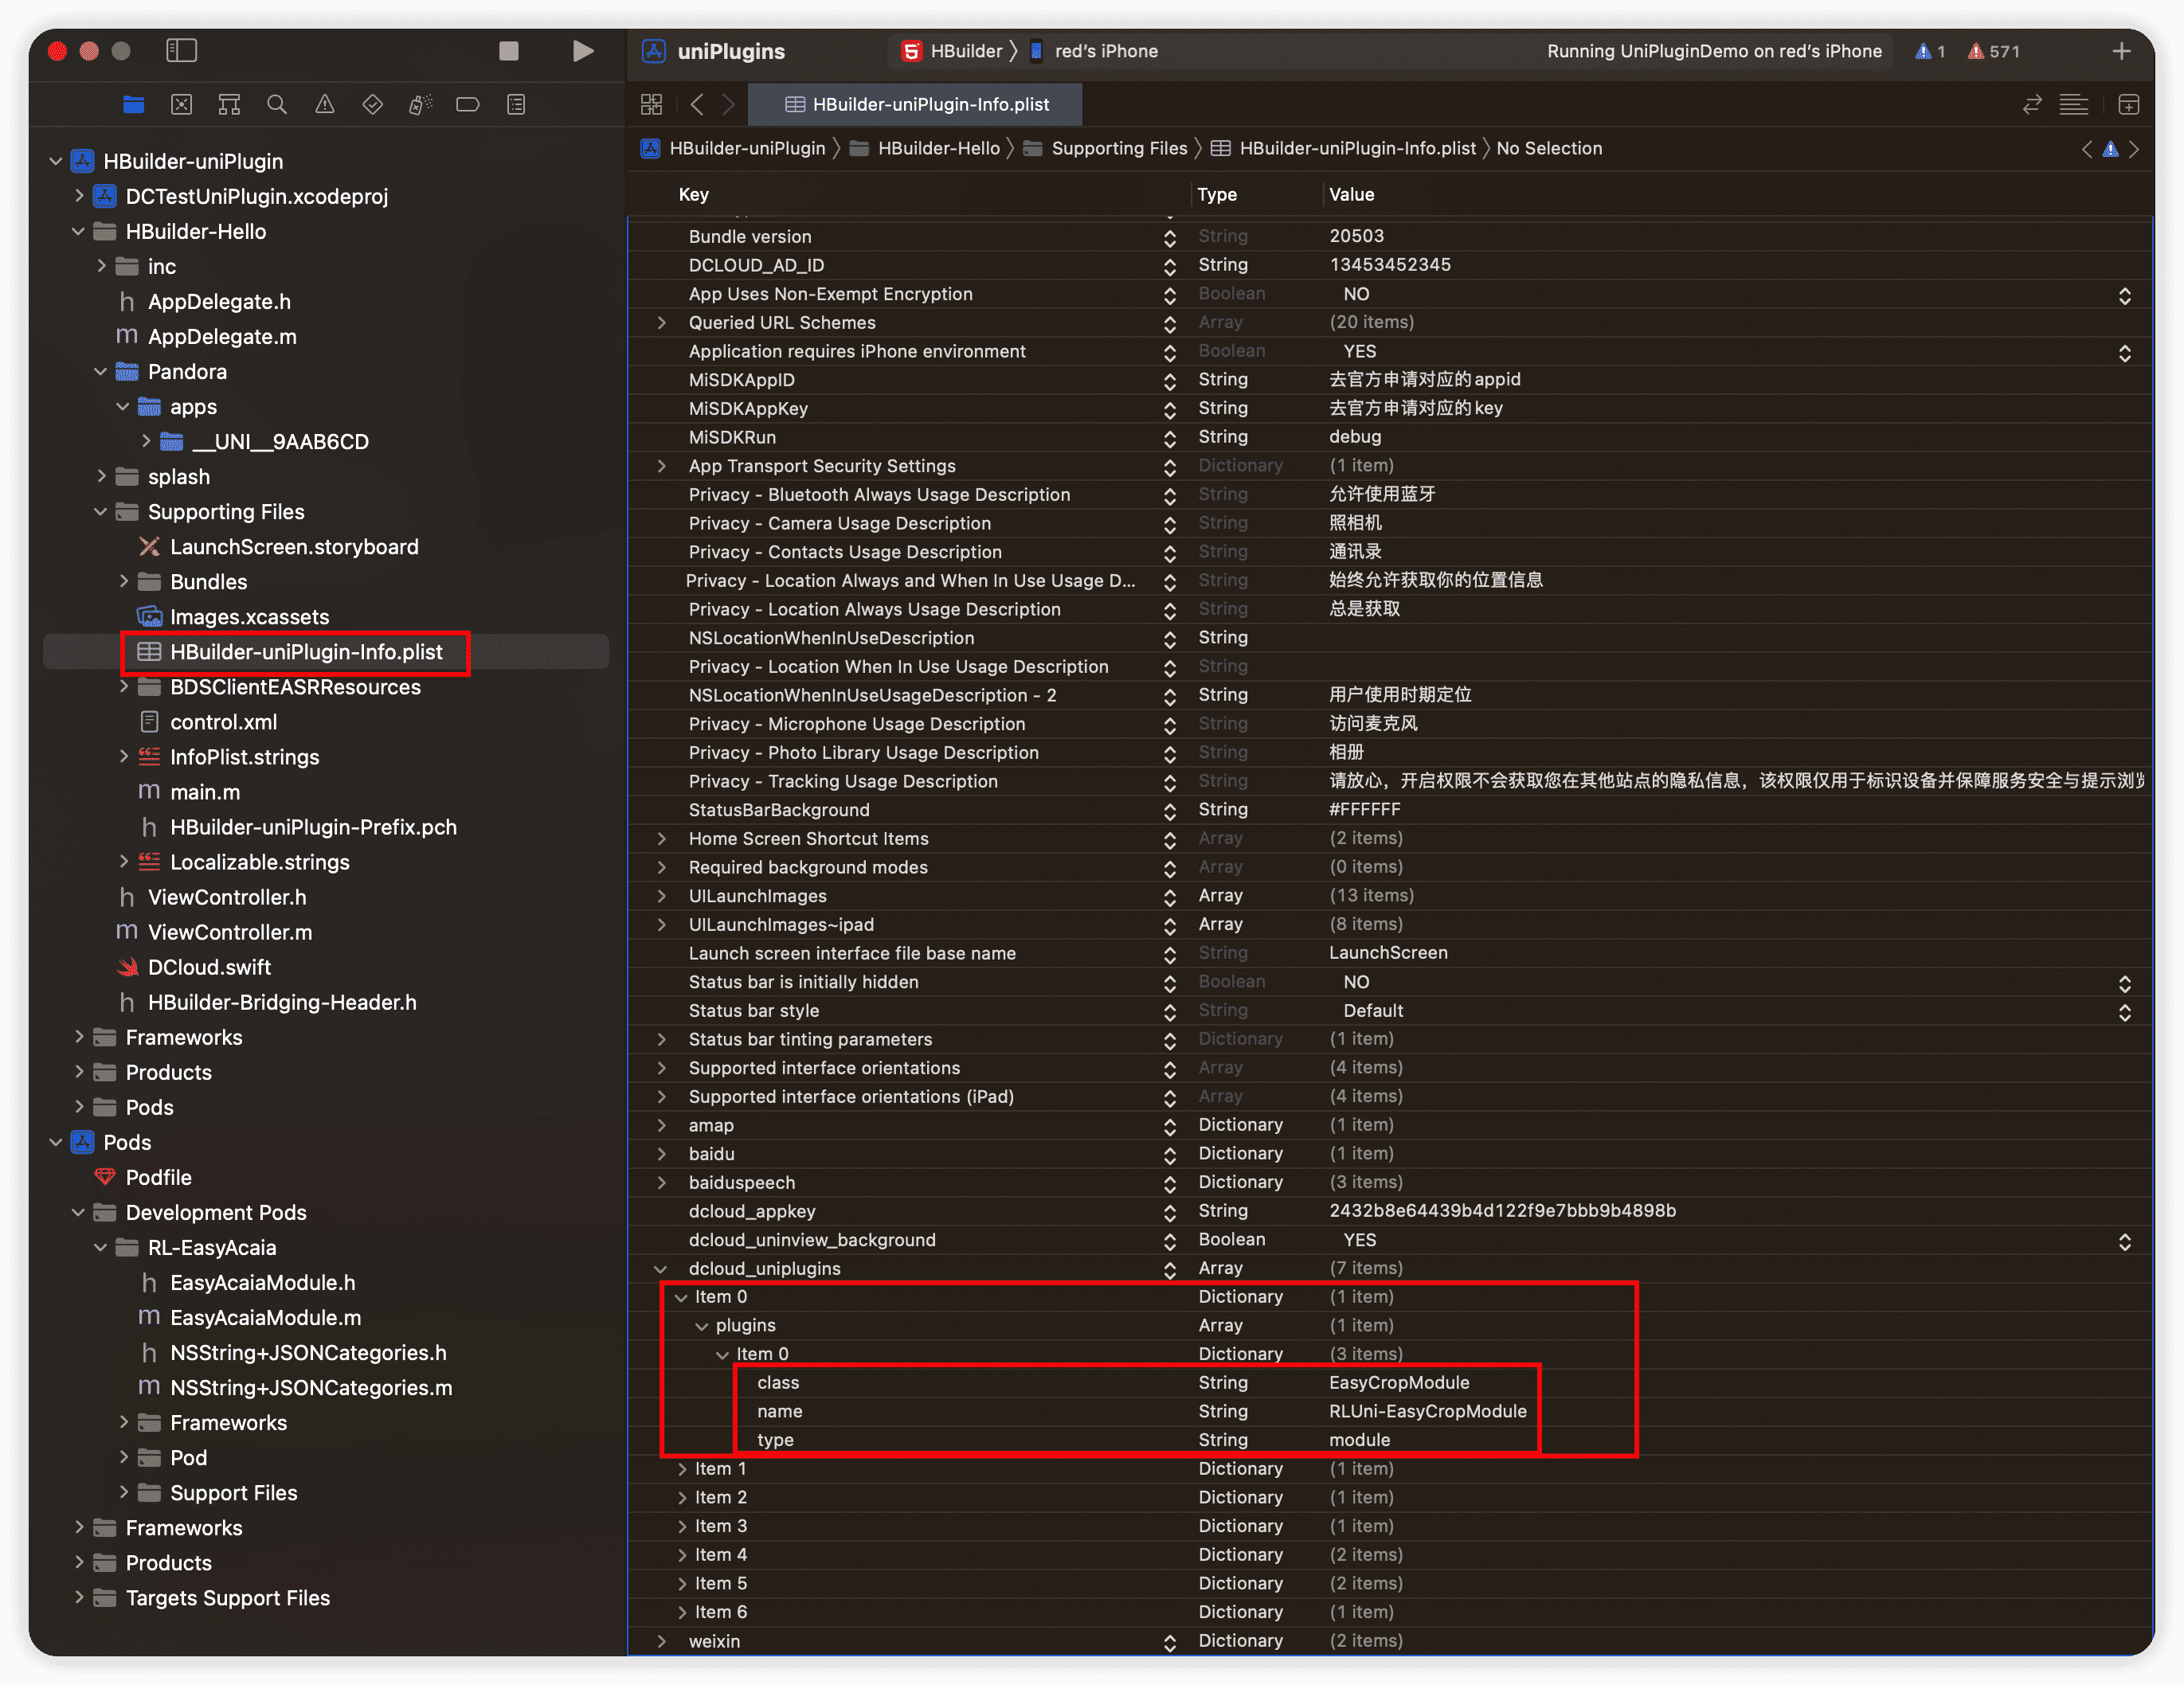 uniPlugins
HBuilder
red's iPhone
Running UniPluginDemo on red's iPhone
1
571
HBuilder-uniPlugin-Info.plist
HBuilder-uniPlugin
HBuilder-Hello
Supporting Files
HBuilder-uniPlugin-Info.plist
No Selection
HBuilder-uniPlugin
DCTestUniPlugin.xcodeproj
HBuilder-Hello
inc
h AppDelegate.h
m AppDelegate.m
Pandora
apps
__UNI__9AAB6CD
splash
Supporting Files
LaunchScreen.storyboard
Bundles
Images.xcassets
HBuilder-uniPlugin-Info.plist
BDSClientEASRResources
control.xml
InfoPlist.strings
m main.m
h HBuilder-uniPlugin-Prefix.pch
Localizable.strings
h ViewController.h
m ViewController.m
DCloud.swift
h HBuilder-Bridging-Header.h
Frameworks
Products
Pods
Pods
Podfile
Development Pods
RL-EasyAcaia
h EasyAcaiaModule.h
m EasyAcaiaModule.m
h NSString+JSONCategories.h
m NSString+JSONCategories.m
Frameworks
Pod
Support Files
Frameworks
Products
Targets Support Files
Key Type Value
Bundle version String 20503
DCLOUD_AD_ID String 13453452345
App Uses Non-Exempt Encryption Boolean NO
Queried URL Schemes Array (20 items)
Application requires iPhone environment Boolean YES
MiSDKAppID String 去官方申请对应的appid
MiSDKAppKey String 去官方申请对应的key
MiSDKRun String debug
App Transport Security Settings Dictionary (1 item)
Privacy - Bluetooth Always Usage Description String 允许使用蓝牙
Privacy - Camera Usage Description String 照相机
Privacy - Contacts Usage Description String 通讯录
Privacy - Location Always and When In Use Usage D... String 始终允许获取你的位置信息
Privacy - Location Always Usage Description String 总是获取
NSLocationWhenInUseDescription String
Privacy - Location When In Use Usage Description String
NSLocationWhenInUseUsageDescription - 2 String 用户使用时期定位
Privacy - Microphone Usage Description String 访问麦克风
Privacy - Photo Library Usage Description String 相册
Privacy - Tracking Usage Description String 请放心，开启权限不会获取您在其他站点的隐私信息，该权限仅用于标识设备并保障服务安全与提示浏览
StatusBarBackground String #FFFFFF
Home Screen Shortcut Items Array (2 items)
Required background modes Array (0 items)
UILaunchImages Array (13 items)
UILaunchImages~ipad Array (8 items)
Launch screen interface file base name String LaunchScreen
Status bar is initially hidden Boolean NO
Status bar style String Default
Status bar tinting parameters Dictionary (1 item)
Supported interface orientations Array (4 items)
Supported interface orientations (iPad) Array (4 items)
amap Dictionary (1 item)
baidu Dictionary (1 item)
baiduspeech Dictionary (3 items)
dcloud_appkey String 2432b8e64439b4d122f9e7bbb9b4898b
dcloud_uninview_background Boolean YES
dcloud_uniplugins Array (7 items)
Item 0 Dictionary (1 item)
plugins Array (1 item)
Item 0 Dictionary (3 items)
class String EasyCropModule
name String RLUni-EasyCropModule
type String module
Item 1 Dictionary (1 item)
Item 2 Dictionary (1 item)
Item 3 Dictionary (1 item)
Item 4 Dictionary (2 items)
Item 5 Dictionary (2 items)
Item 6 Dictionary (1 item)
weixin Dictionary (2 items)